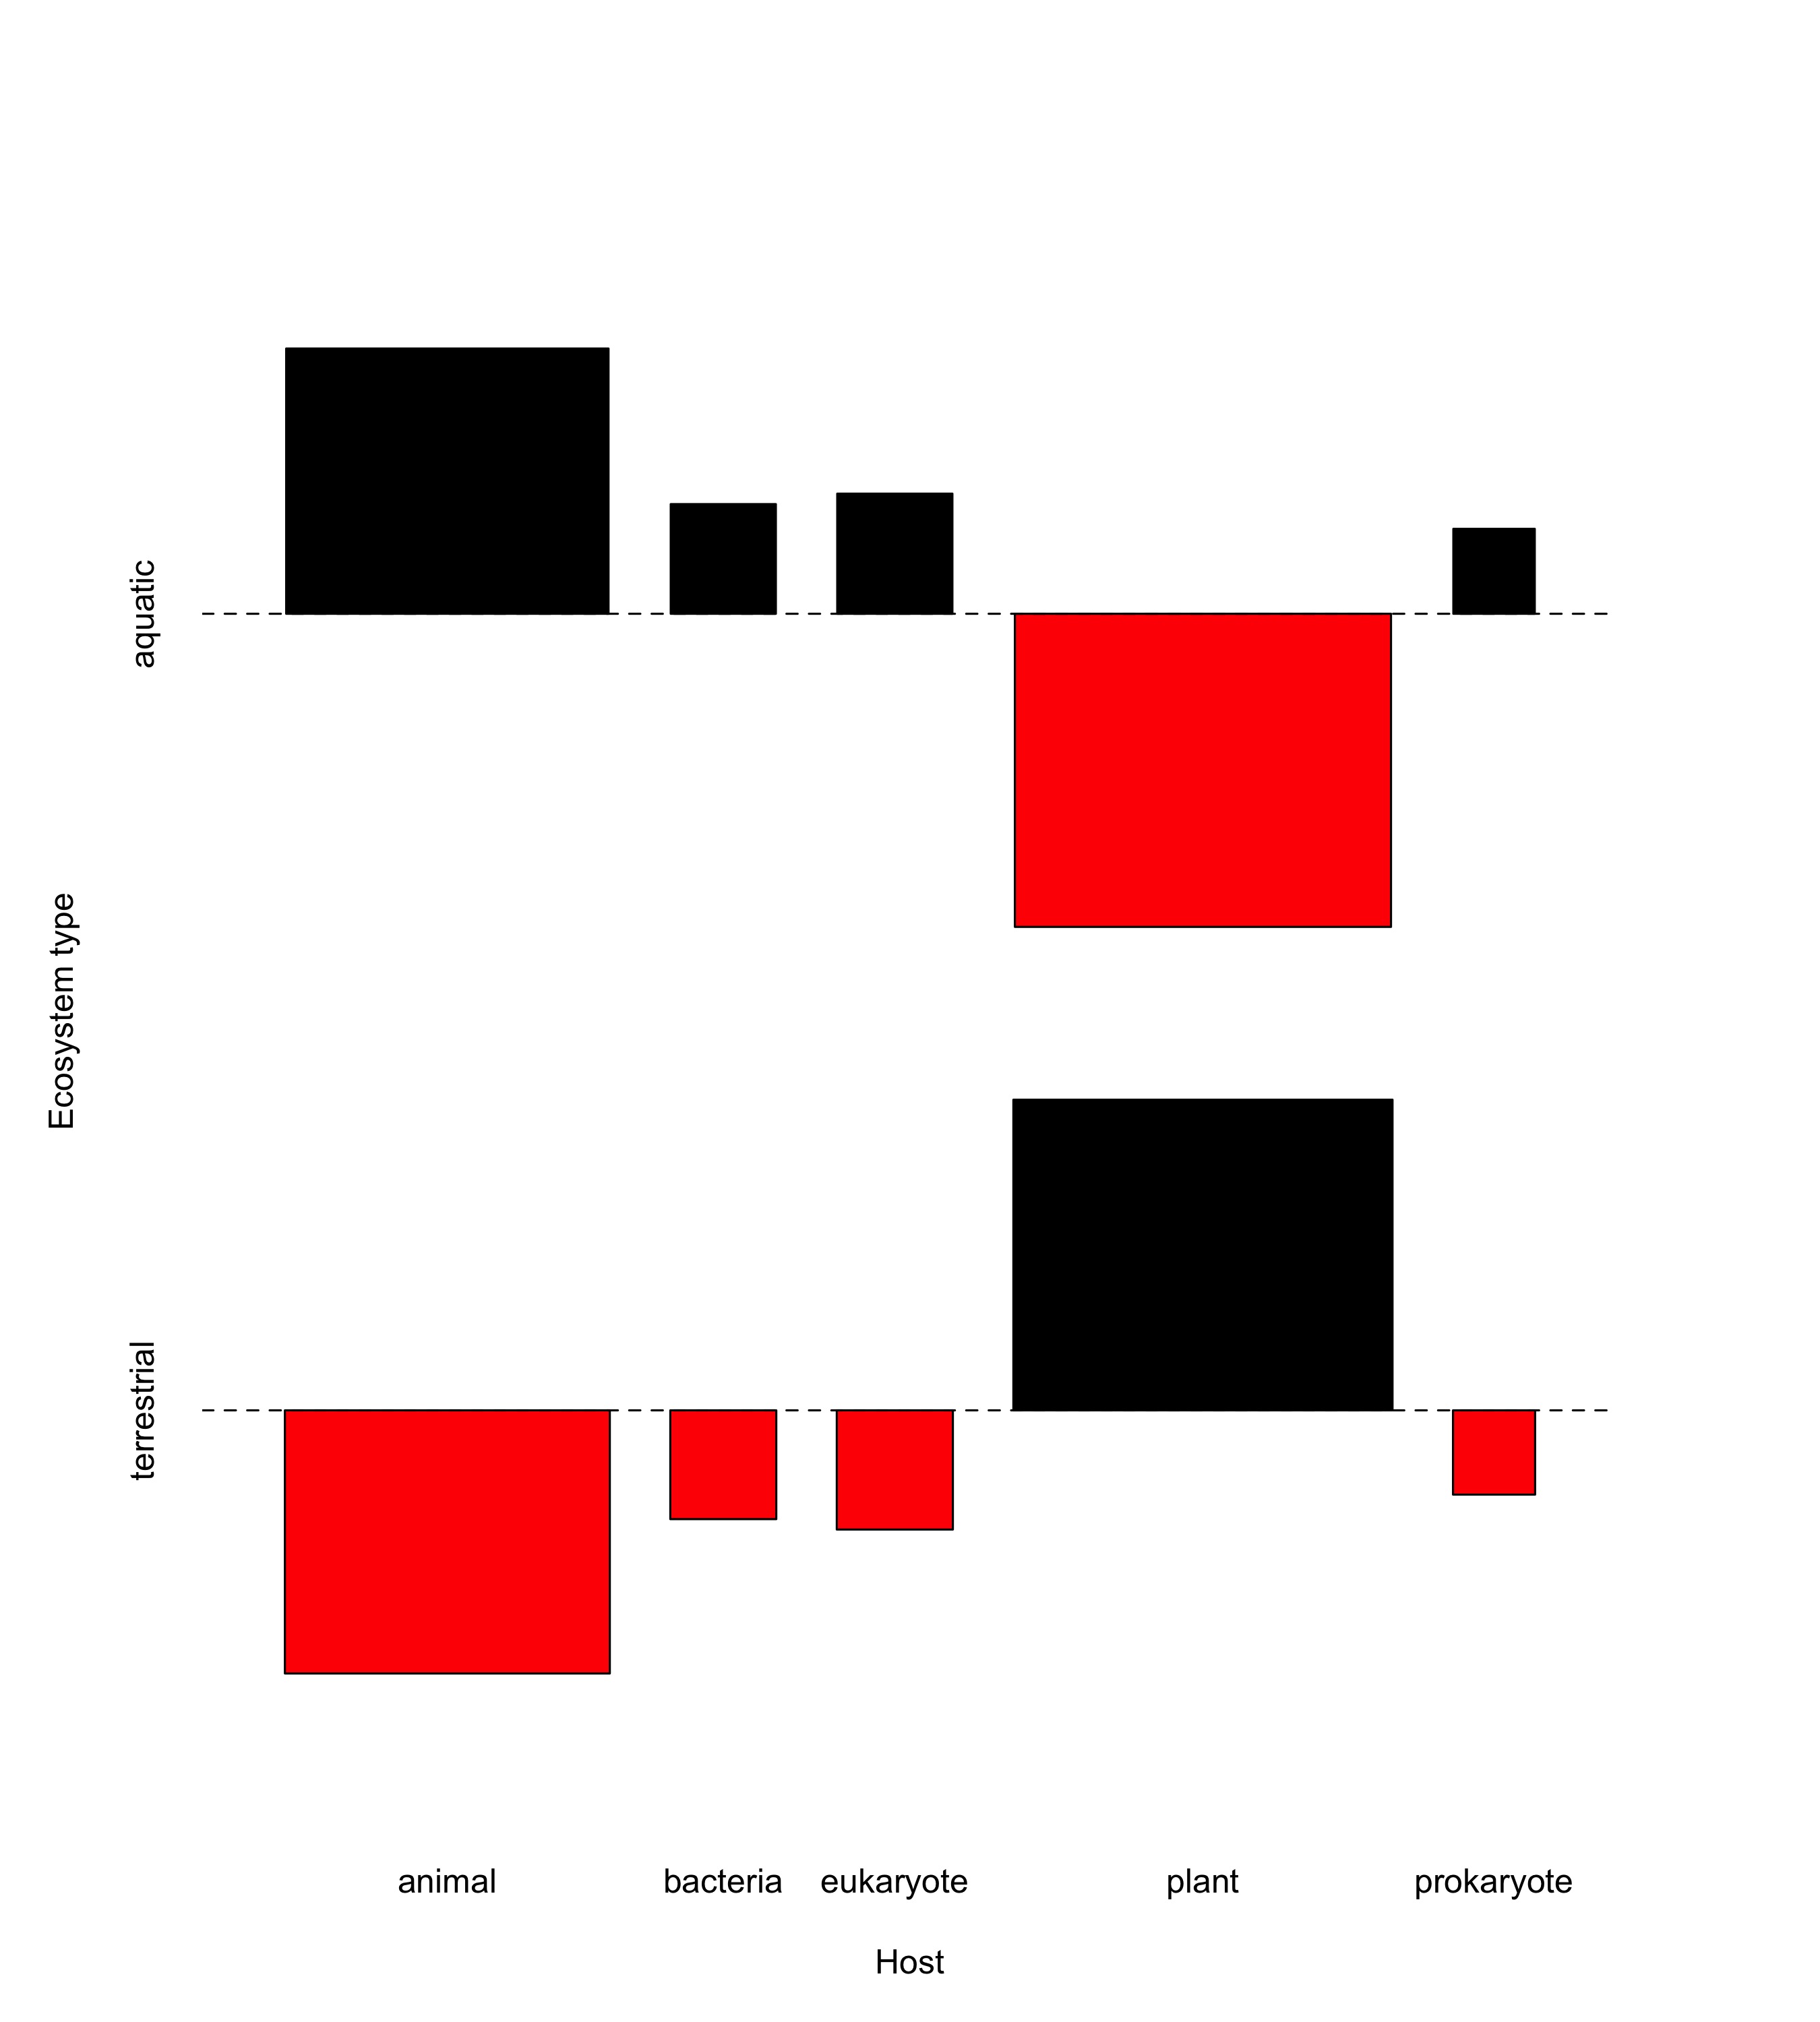 Ecosystem type
aquatic
terrestrial
animal bacteria eukaryote plant prokaryote
Host